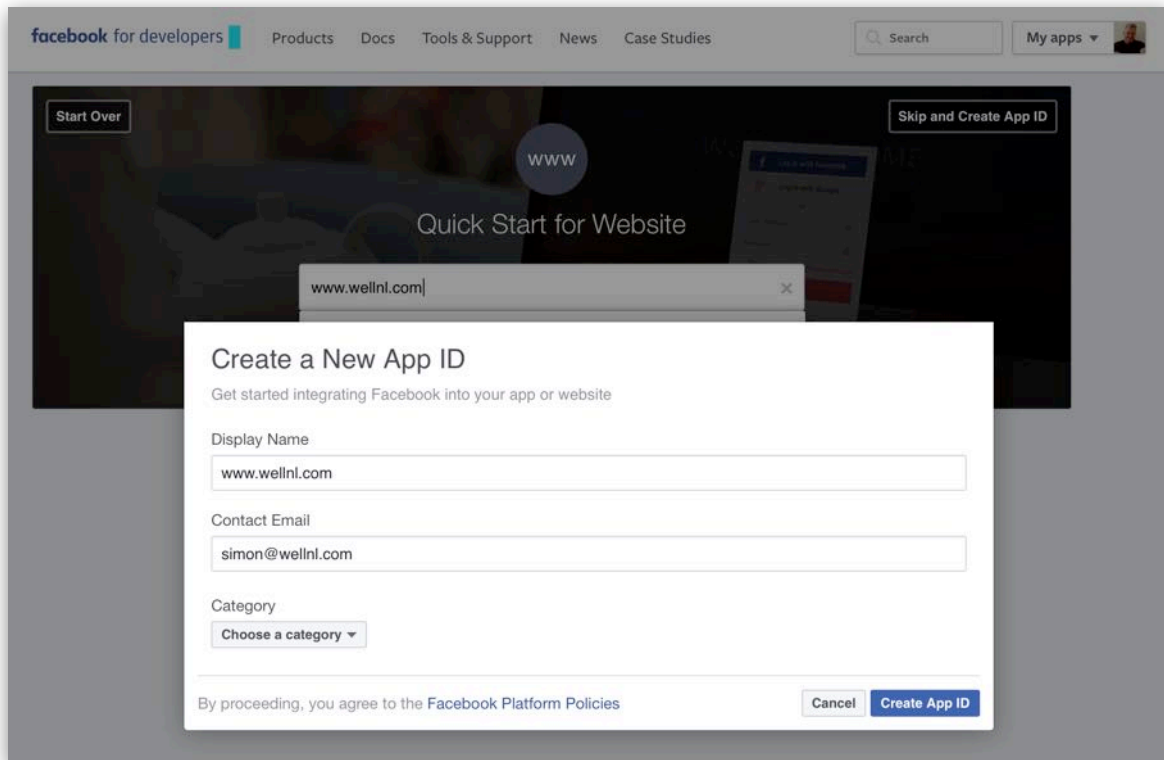 facebook for developers Products Docs Tools & Support News Case Studies Search My apps
Start Over Skip and Create App ID
www
Quick Start for Website
www.wellnl.com
Create a New App ID
Get started integrating Facebook into your app or website
Display Name
www.wellnl.com
Contact Email
simon@wellnl.com
Category
Choose a category
By proceeding, you agree to the Facebook Platform Policies Cancel Create App ID